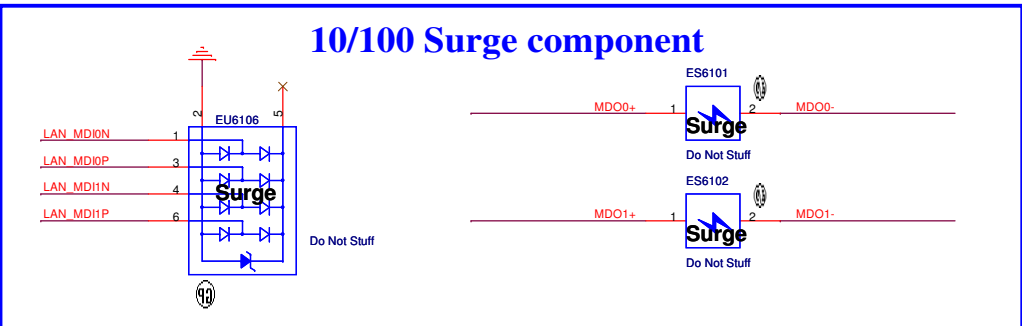 10/100 Surge component
2
5
EU6106
LAN_MDI0N
1
LAN_MDI0P
3
LAN_MDI1N
4
Surge
LAN_MDI1P
6
Do Not Stuff
GP
ES6101
MDO0+
1
2
MDO0-
Surge
Do Not Stuff
ES6102
MDO1+
1
2
MDO1-
Surge
Do Not Stuff